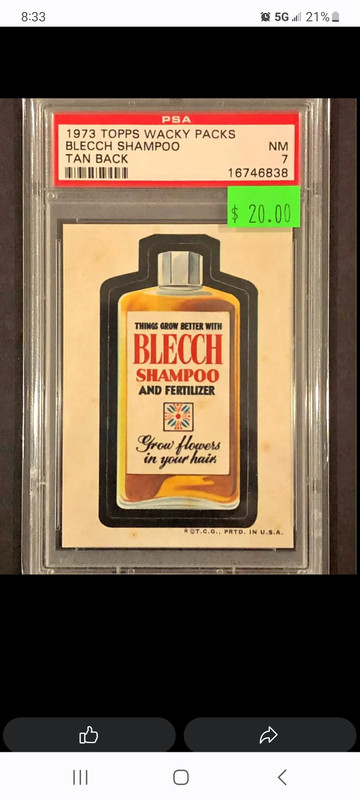 8:33
5G
21%
PSA
1973 TOPPS WACKY PACKS
BLECCH SHAMPOO NM
TAN BACK 7
16746838
$ 20.00
THINGS GROW BETTER WITH
BLECCH
SHAMPOO
AND FERTILIZER
Grow flowers
in your hair
®©T.C.G., PRTD. IN U.S.A.